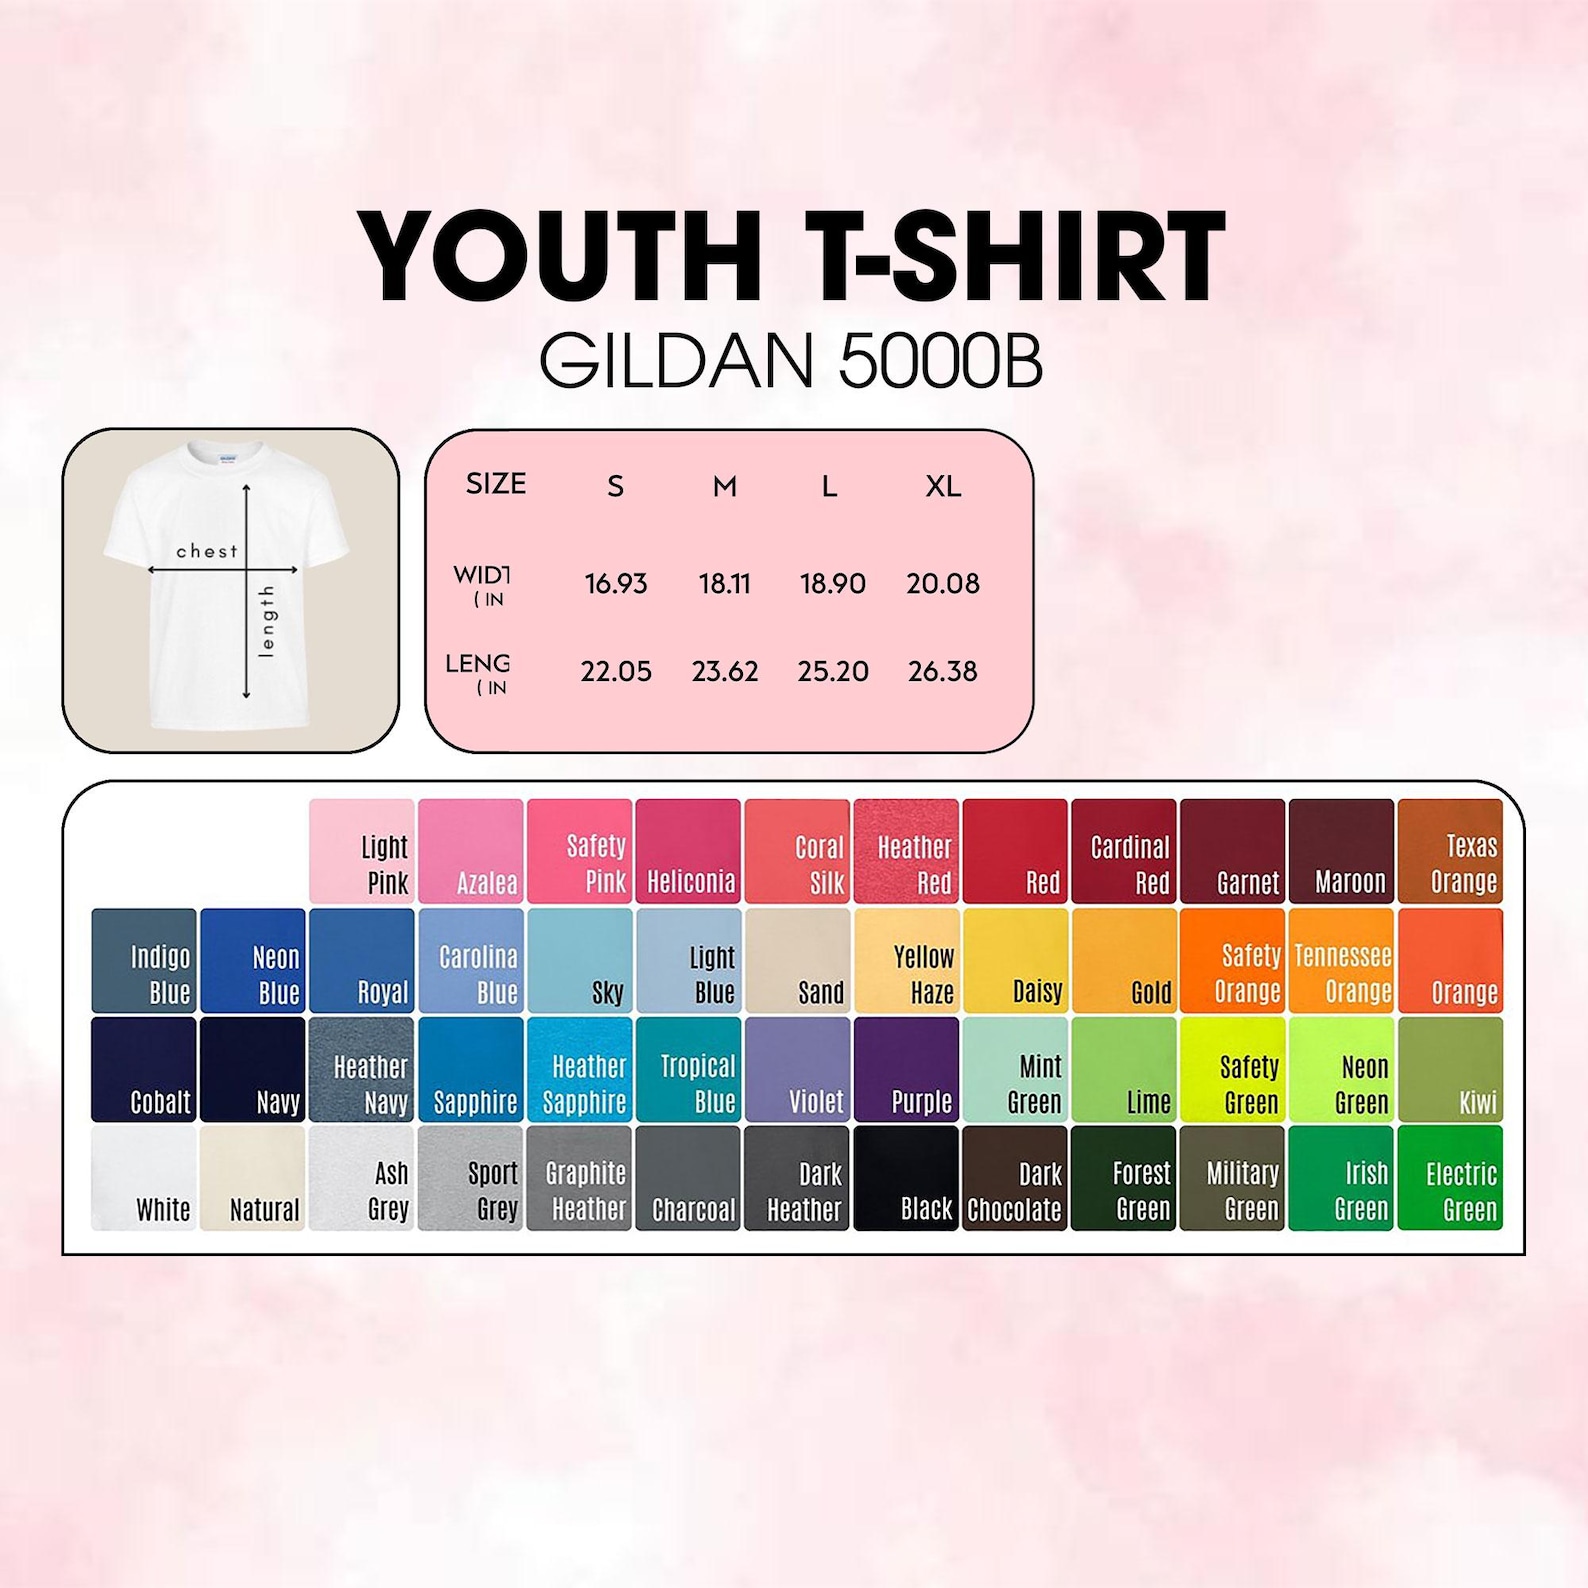 YOUTH T-SHIRT
GILDAN 5000B
chest
length
SIZE S M L XL
WIDT 16.93 18.11 18.90 20.08
( IN
LENG 22.05 23.62 25.20 26.38
( IN
Light Pink
Azalea
Safety Pink
Heliconia
Coral Silk
Heather Red
Red
Cardinal Red
Garnet
Maroon
Texas Orange
Indigo Blue
Neon Blue
Royal
Carolina Blue
Sky
Light Blue
Sand
Yellow Haze
Daisy
Gold
Safety Orange
Tennessee Orange
Orange
Cobalt
Navy
Heather Navy
Sapphire
Heather Sapphire
Tropical Blue
Violet
Purple
Mint Green
Lime
Safety Green
Neon Green
Kiwi
White
Natural
Ash Grey
Sport Grey
Graphite Heather
Charcoal
Dark Heather
Black
Dark Chocolate
Forest Green
Military Green
Irish Green
Electric Green